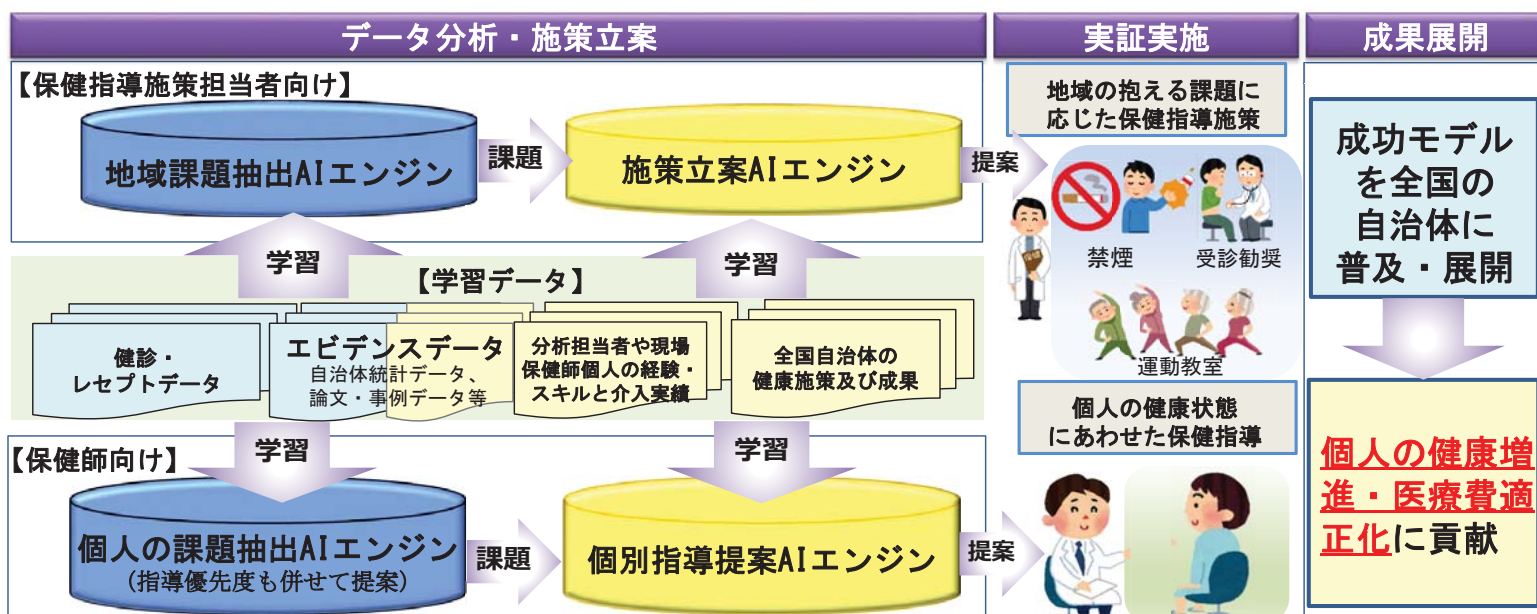 データ分析・施策立案
実証実施
成果展開
【保健指導施策担当者向け】
地域課題抽出AIエンジン
課題
施策立案AIエンジン
提案
地域の抱える課題に
応じた保健指導施策
保健
禁煙
受診勧奨
運動教室
学習
学習
【学習データ】
健診・
レセプトデータ
エビデンスデータ
自治体統計データ、
論文・事例データ等
分析担当者や現場
保健師個人の経験・
スキルと介入実績
全国自治体の
健康施策及び成果
学習
学習
【保健師向け】
個人の課題抽出AIエンジン
(指導優先度も併せて提案)
課題
個別指導提案AIエンジン
提案
個人の健康状態
にあわせた保健指導
成功モデル
を全国の
自治体に
普及・展開
個人の健康増
進・医療費適
正化に貢献